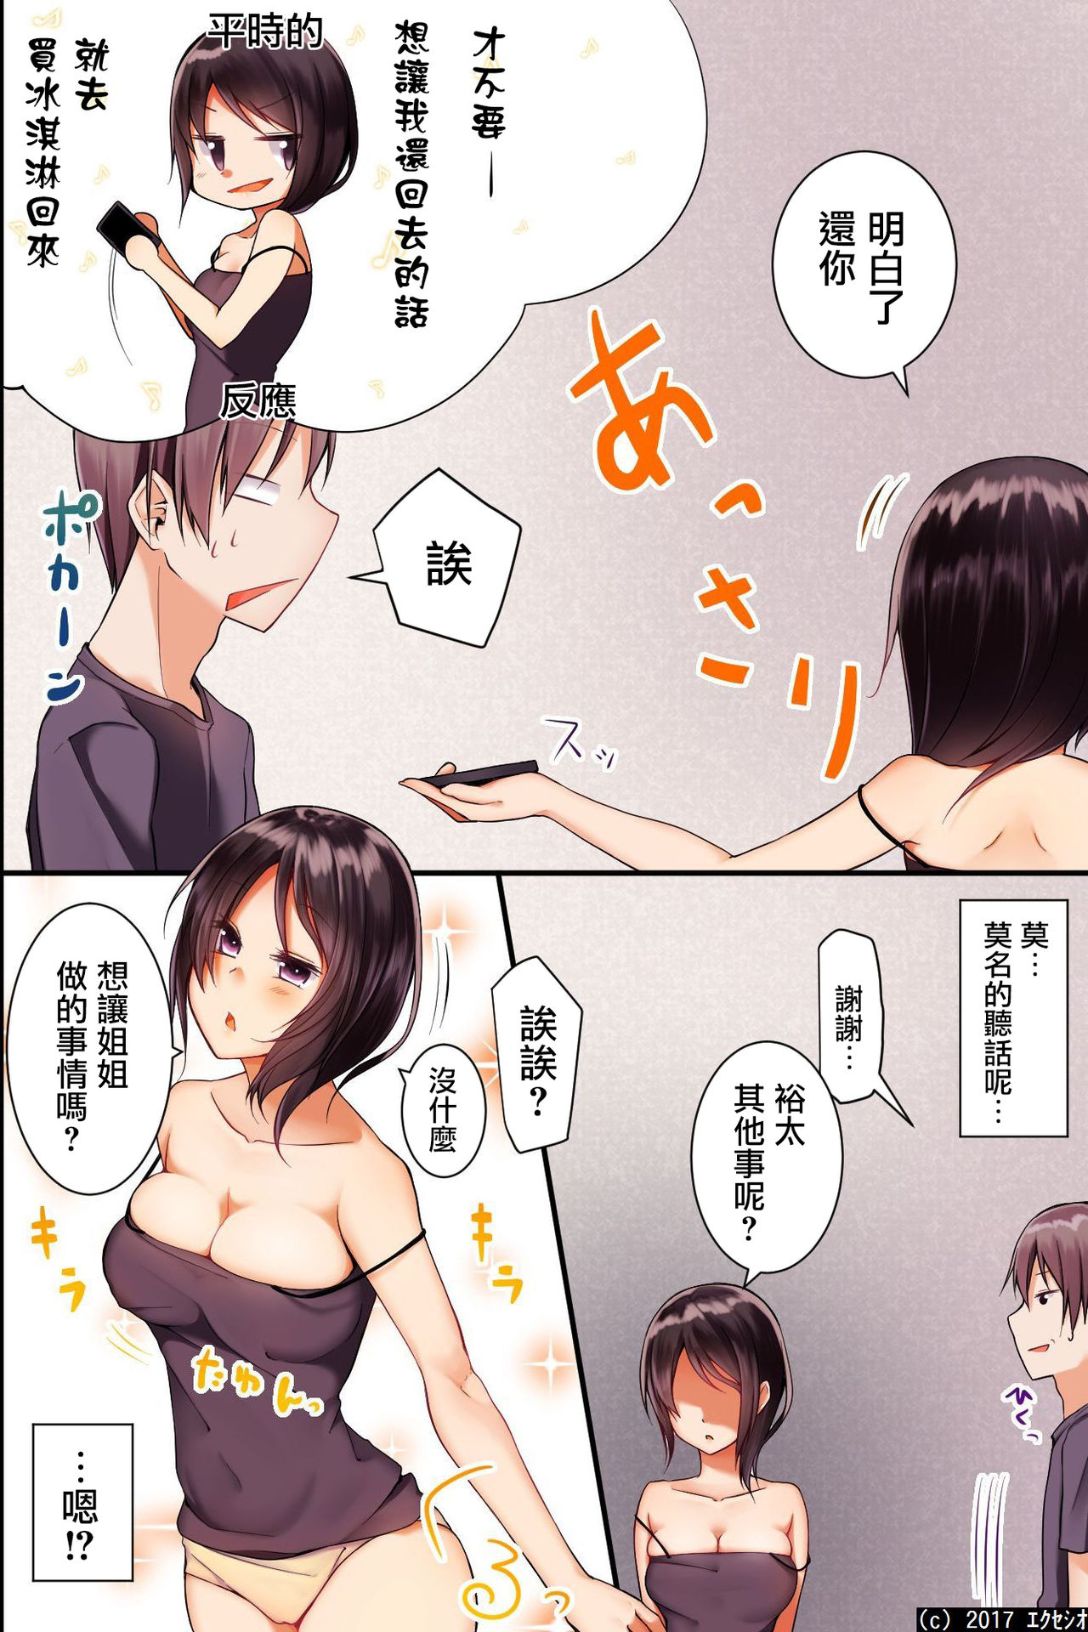 明白了
還你
あっさり
スッ
誒
ポカーン
平時的
反應
才不要—
想讓我還回去的話
就去
買冰淇淋回來
莫…
莫名的聽話呢…
謝謝…
裕太
其他事呢？
ひくっ
誒誒？
沒什麼
想讓姐姐
做的事情嗎？
キラ
キラ
たゆんっ
くる
…嗯!?
(c) 2017 エクセシオ